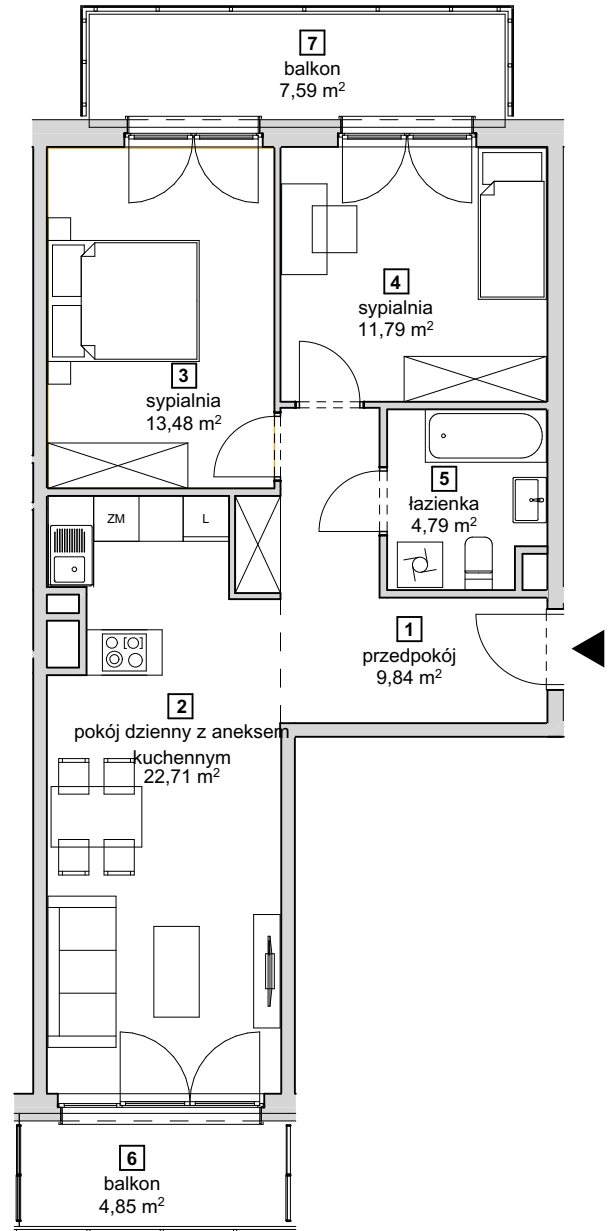 7
balkon
7,59 m²
4
sypialnia
11,79 m²
3
sypialnia
13,48 m²
5
łazienka
4,79 m²
ZM
L
1
przedpokój
9,84 m²
2
pokój dzienny z aneksem
kuchennym
22,71 m²
6
balkon
4,85 m²